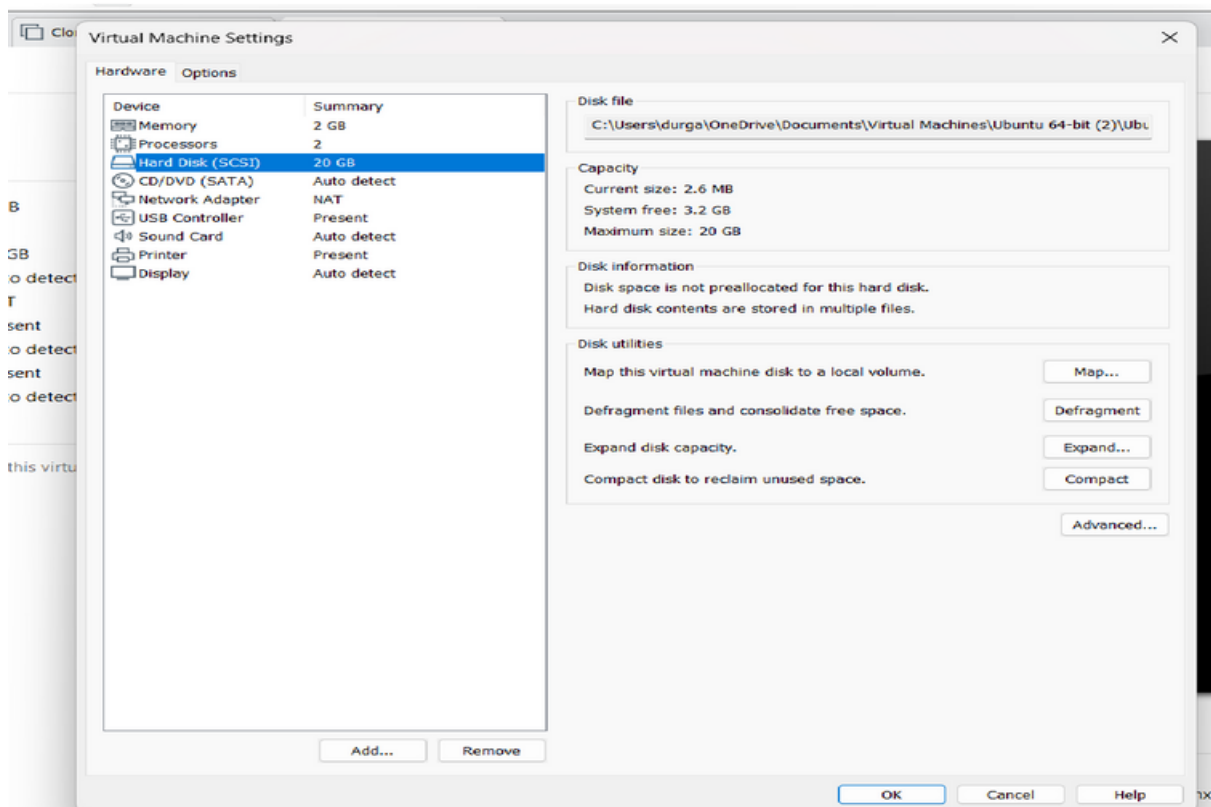 Clo
Virtual Machine Settings
Hardware Options
Device Summary
Memory 2 GB
Processors 2
Hard Disk (SCSI) 20 GB
CD/DVD (SATA) Auto detect
Network Adapter NAT
USB Controller Present
Sound Card Auto detect
Printer Present
Display Auto detect
Add... Remove
Disk file
C:\Users\durga\OneDrive\Documents\Virtual Machines\Ubuntu 64-bit (2)\Ubu
Capacity
Current size: 2.6 MB
System free: 3.2 GB
Maximum size: 20 GB
Disk information
Disk space is not preallocated for this hard disk.
Hard disk contents are stored in multiple files.
Disk utilities
Map this virtual machine disk to a local volume. Map...
Defragment files and consolidate free space. Defragment
Expand disk capacity. Expand...
Compact disk to reclaim unused space. Compact
Advanced...
OK Cancel Help
B
GB
o detect
T
sent
o detect
sent
o detect
this virtu